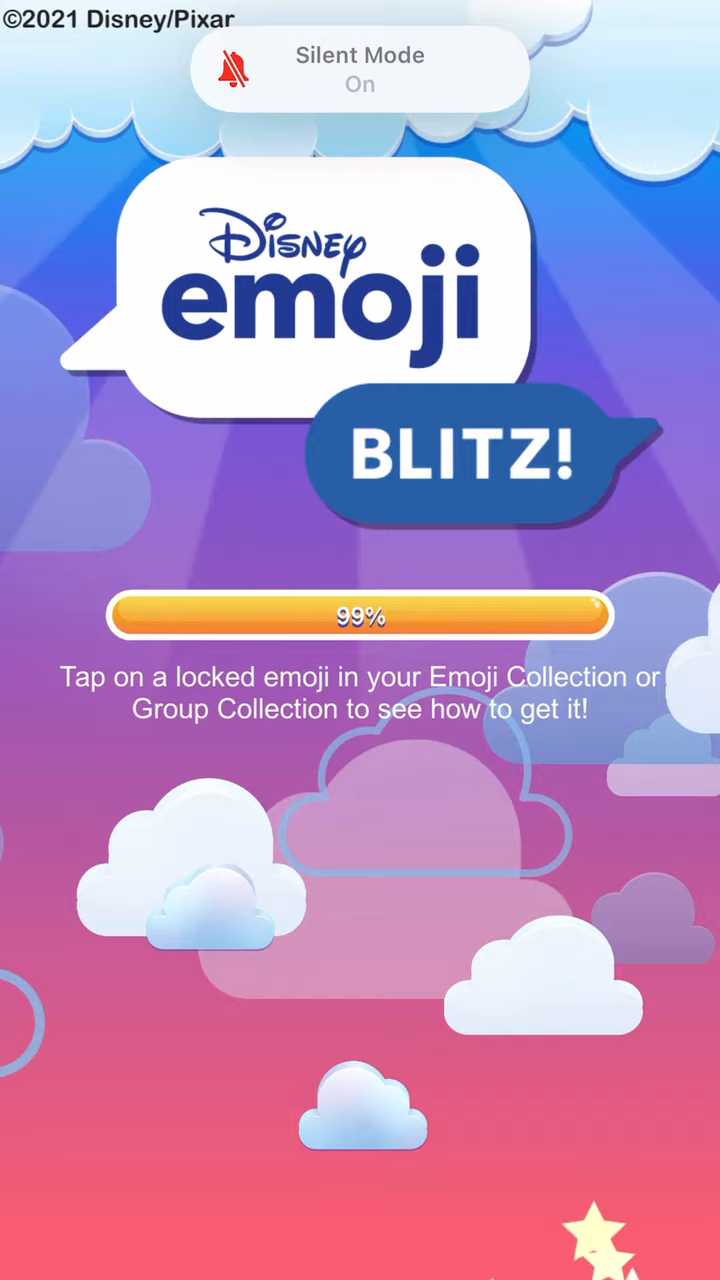 ©2021 Disney/Pixar
Silent Mode
On
Disney
emoji
BLITZ!
99%
Tap on a locked emoji in your Emoji Collection or
Group Collection to see how to get it!